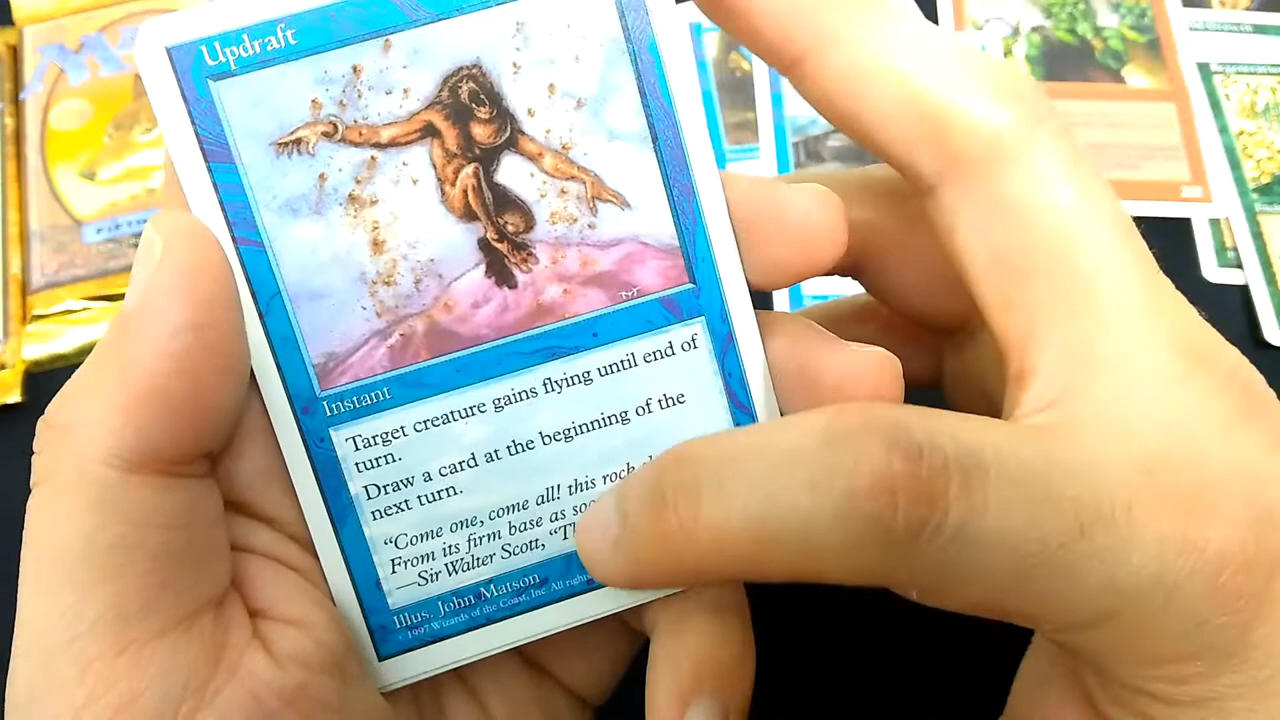 Updraft
Instant
Target creature gains flying until end of
turn.
Draw a card at the beginning of the
next turn.
“Come one, come all! this rock
From its firm base as
—Sir Walter Scott,
Illus. John Matson
1997 Wizards of the Coast, Inc. All rights